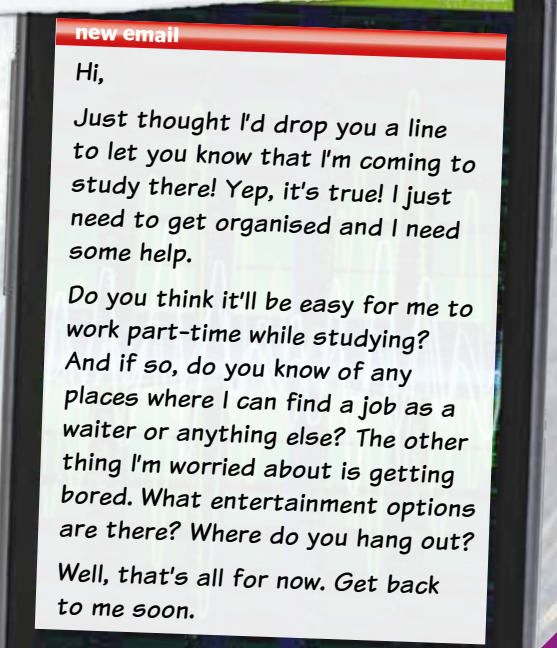 new email
Hi,
Just thought I'd drop you a line
to let you know that I'm coming to
study there! Yep, it's true! I just
need to get organised and I need
some help.
Do you think it'll be easy for me to
work part-time while studying?
And if so, do you know of any
places where I can find a job as a
waiter or anything else? The other
thing I'm worried about is getting
bored. What entertainment options
are there? Where do you hang out?
Well, that's all for now. Get back
to me soon.